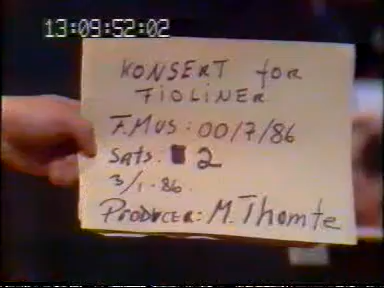 13:09:52:02
KONSERT for
FIOLINER
F.MUS: 00/7/86
Sats: 2
3/1-86.
PRODUCER: M. Thomte